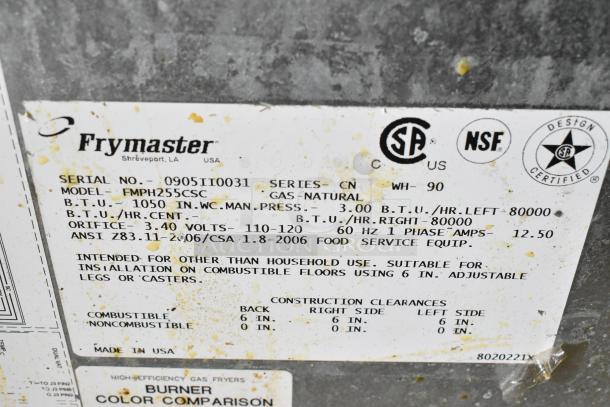 Frymaster
Shreveport, LA USA
C US
NSF
DESIGN
CERTIFIED
SERIAL NO.- 0905II0031 SERIES- CN WH- 90
MODEL- FMPH255CSC GAS-NATURAL
B.T.U.- 1050 IN.WC.MAN.PRESS.- 3.00 B.T.U./HR.LEFT-80000
B.T.U./HR.CENT.- B.T.U./HR.RIGHT-80000
ORIFICE- 3.40 VOLTS- 110-120 60 HZ 1 PHASE AMPS- 12.50
ANSI Z83.11-2006/CSA 1.8 2006 FOOD SERVICE EQUIP.
INTENDED FOR OTHER THAN HOUSEHOLD USE. SUITABLE FOR
INSTALLATION ON COMBUSTIBLE FLOORS USING 6 IN. ADJUSTABLE
LEGS OR CASTERS.
CONSTRUCTION CLEARANCES
BACK RIGHT SIDE LEFT SIDE
COMBUSTIBLE 6 IN. 6 IN. 6 IN.
NONCOMBUSTIBLE 0 IN. 0 IN. 0 IN.
MADE IN USA
8020221X
HIGH-EFFICIENCY GAS FRYERS
BURNER
COLOR COMPARISON